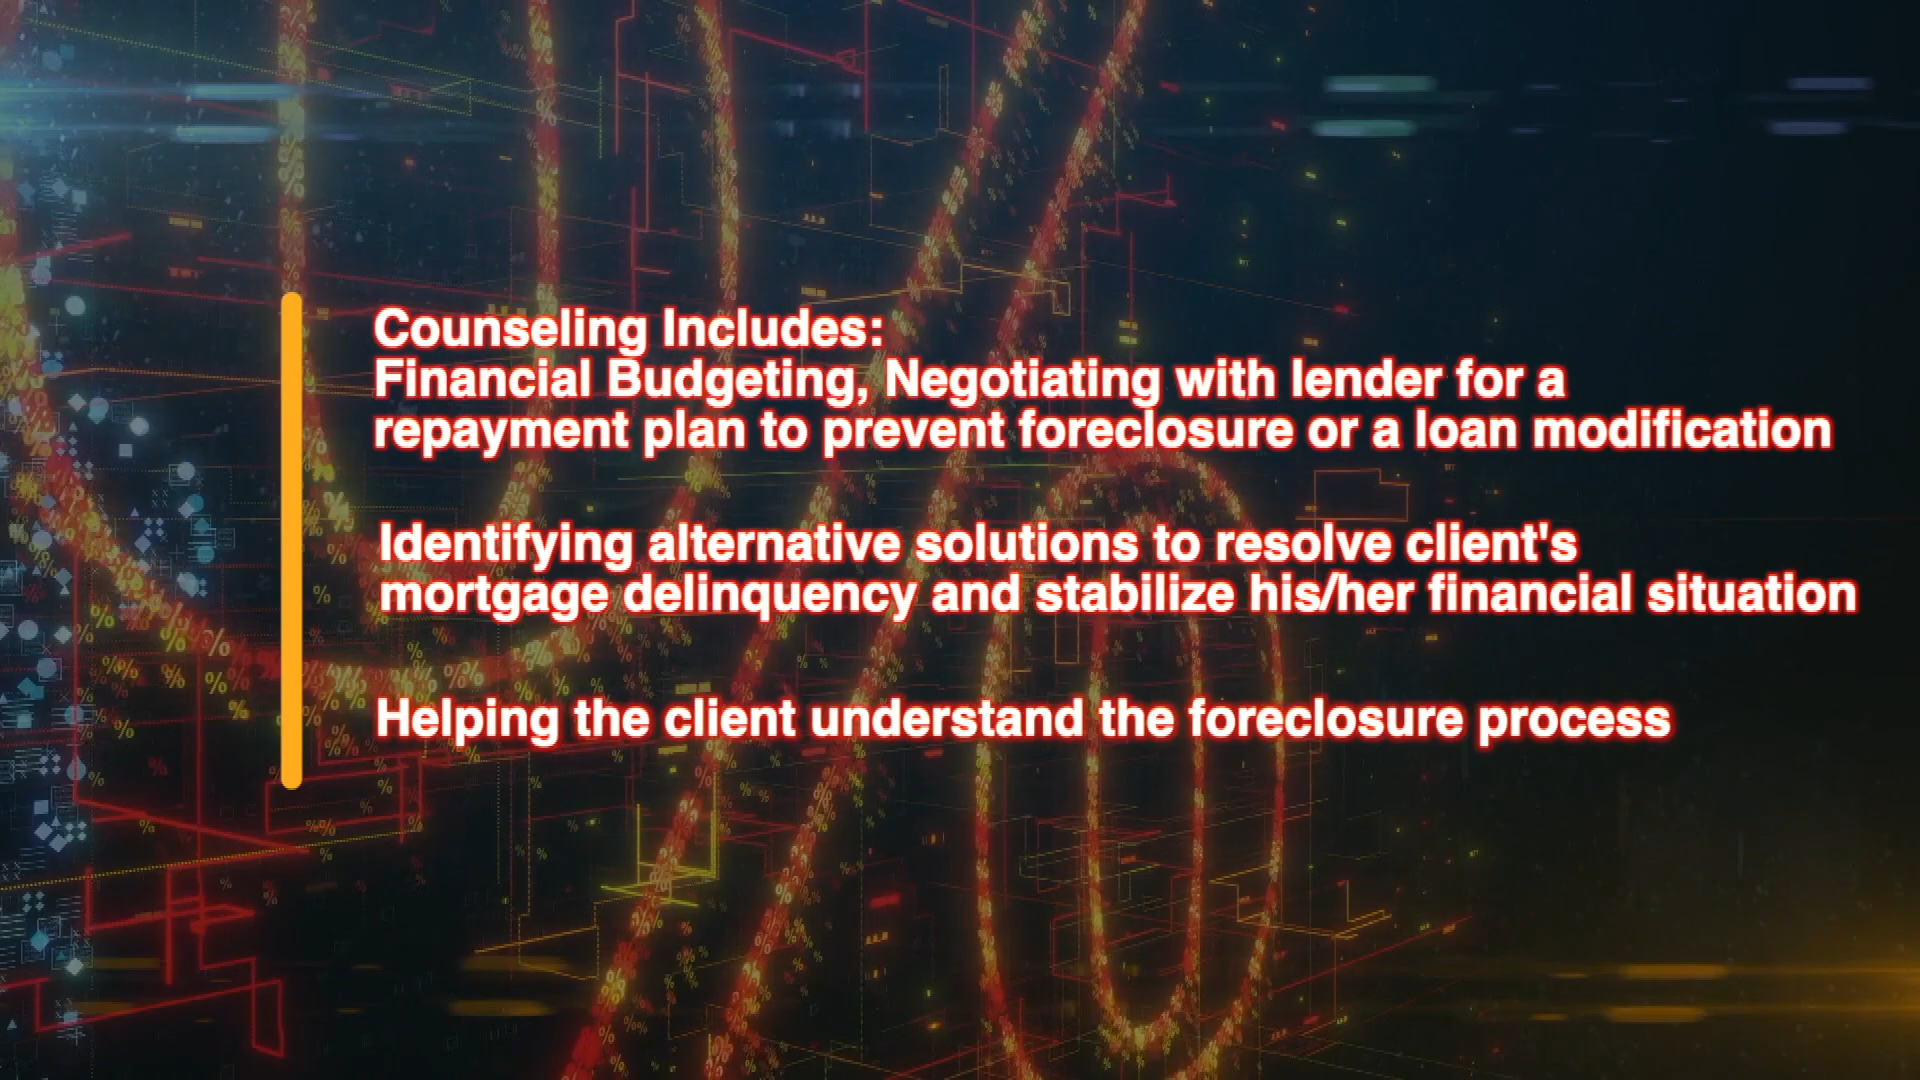 Counseling Includes:
Financial Budgeting, Negotiating with lender for a
repayment plan to prevent foreclosure or a loan modification
Identifying alternative solutions to resolve client's
mortgage delinquency and stabilize his/her financial situation
Helping the client understand the foreclosure process